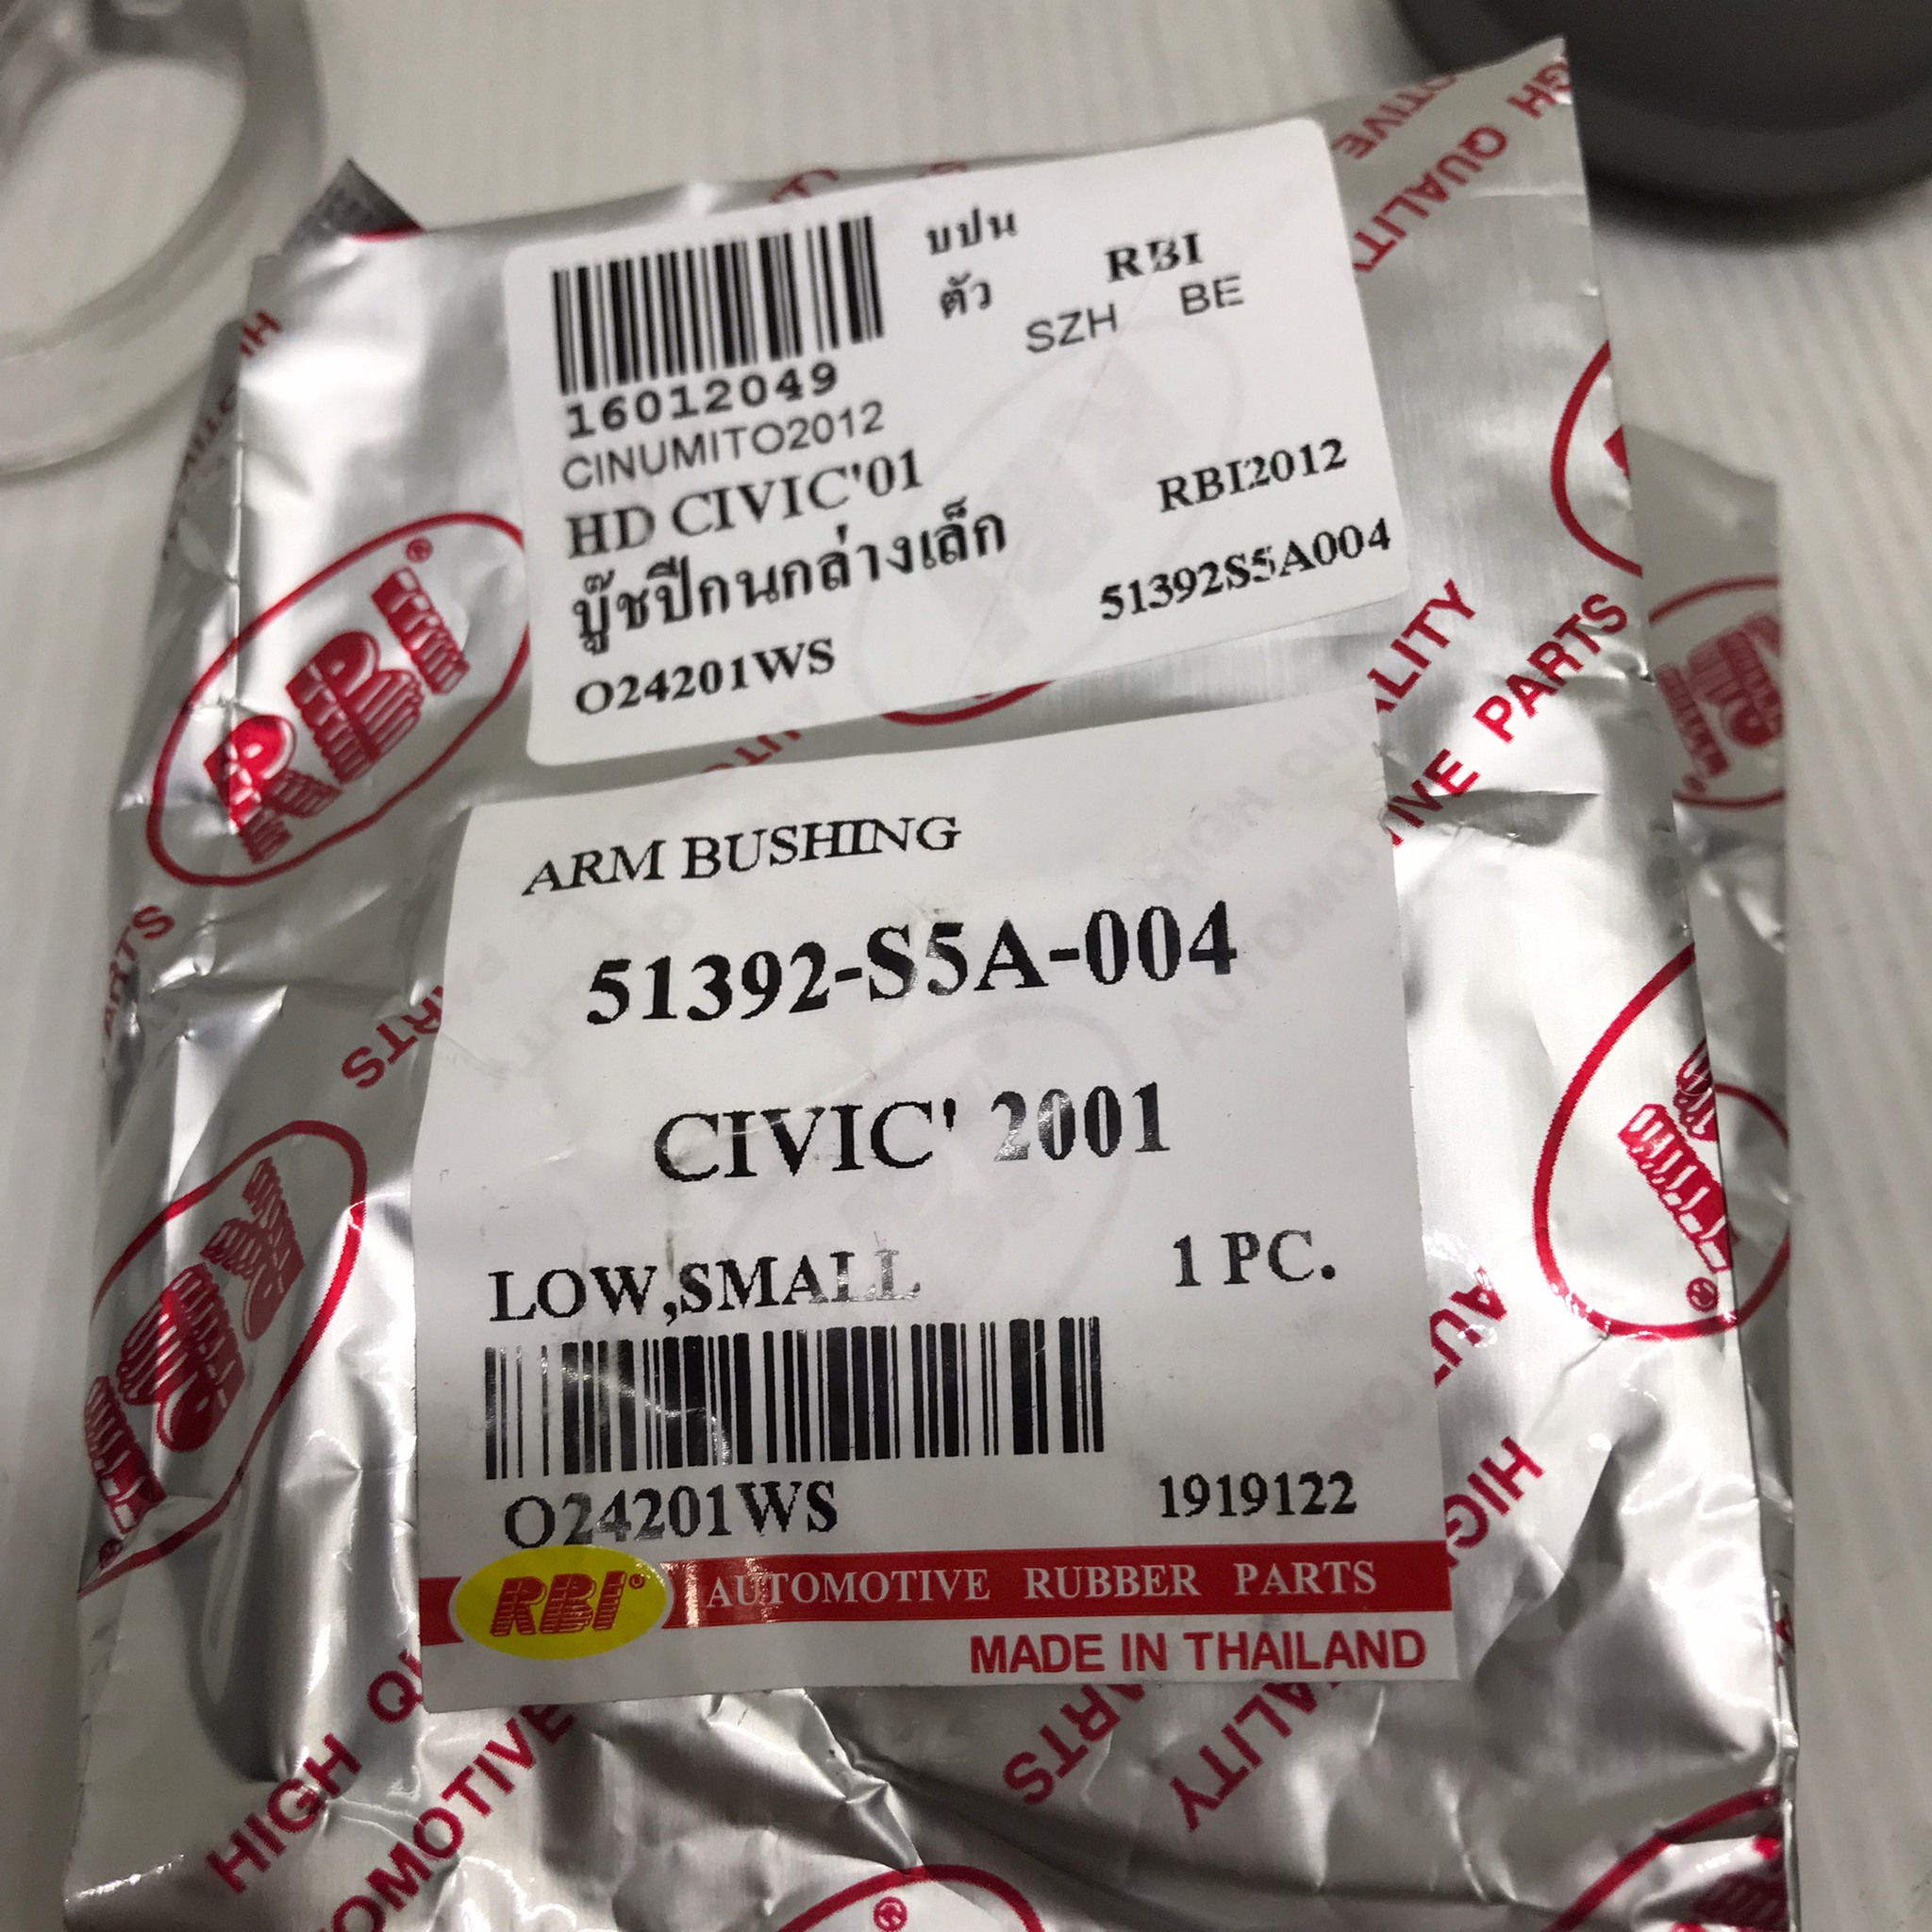 บปน
ตัว
RBI
SZH BE
16012049
CINUMITO2012
HD CIVIC'01
RBI2012
บู๊ชปีกนกล่างเล็ก
51392S5A004
O24201WS
ARM BUSHING
51392-S5A-004
CIVIC' 2001
LOW,SMALL 1 PC.
O24201WS 1919122
RBI® AUTOMOTIVE RUBBER PARTS
MADE IN THAILAND
RBI®
HIGH QUALITY
AUTOMOTIVE PARTS